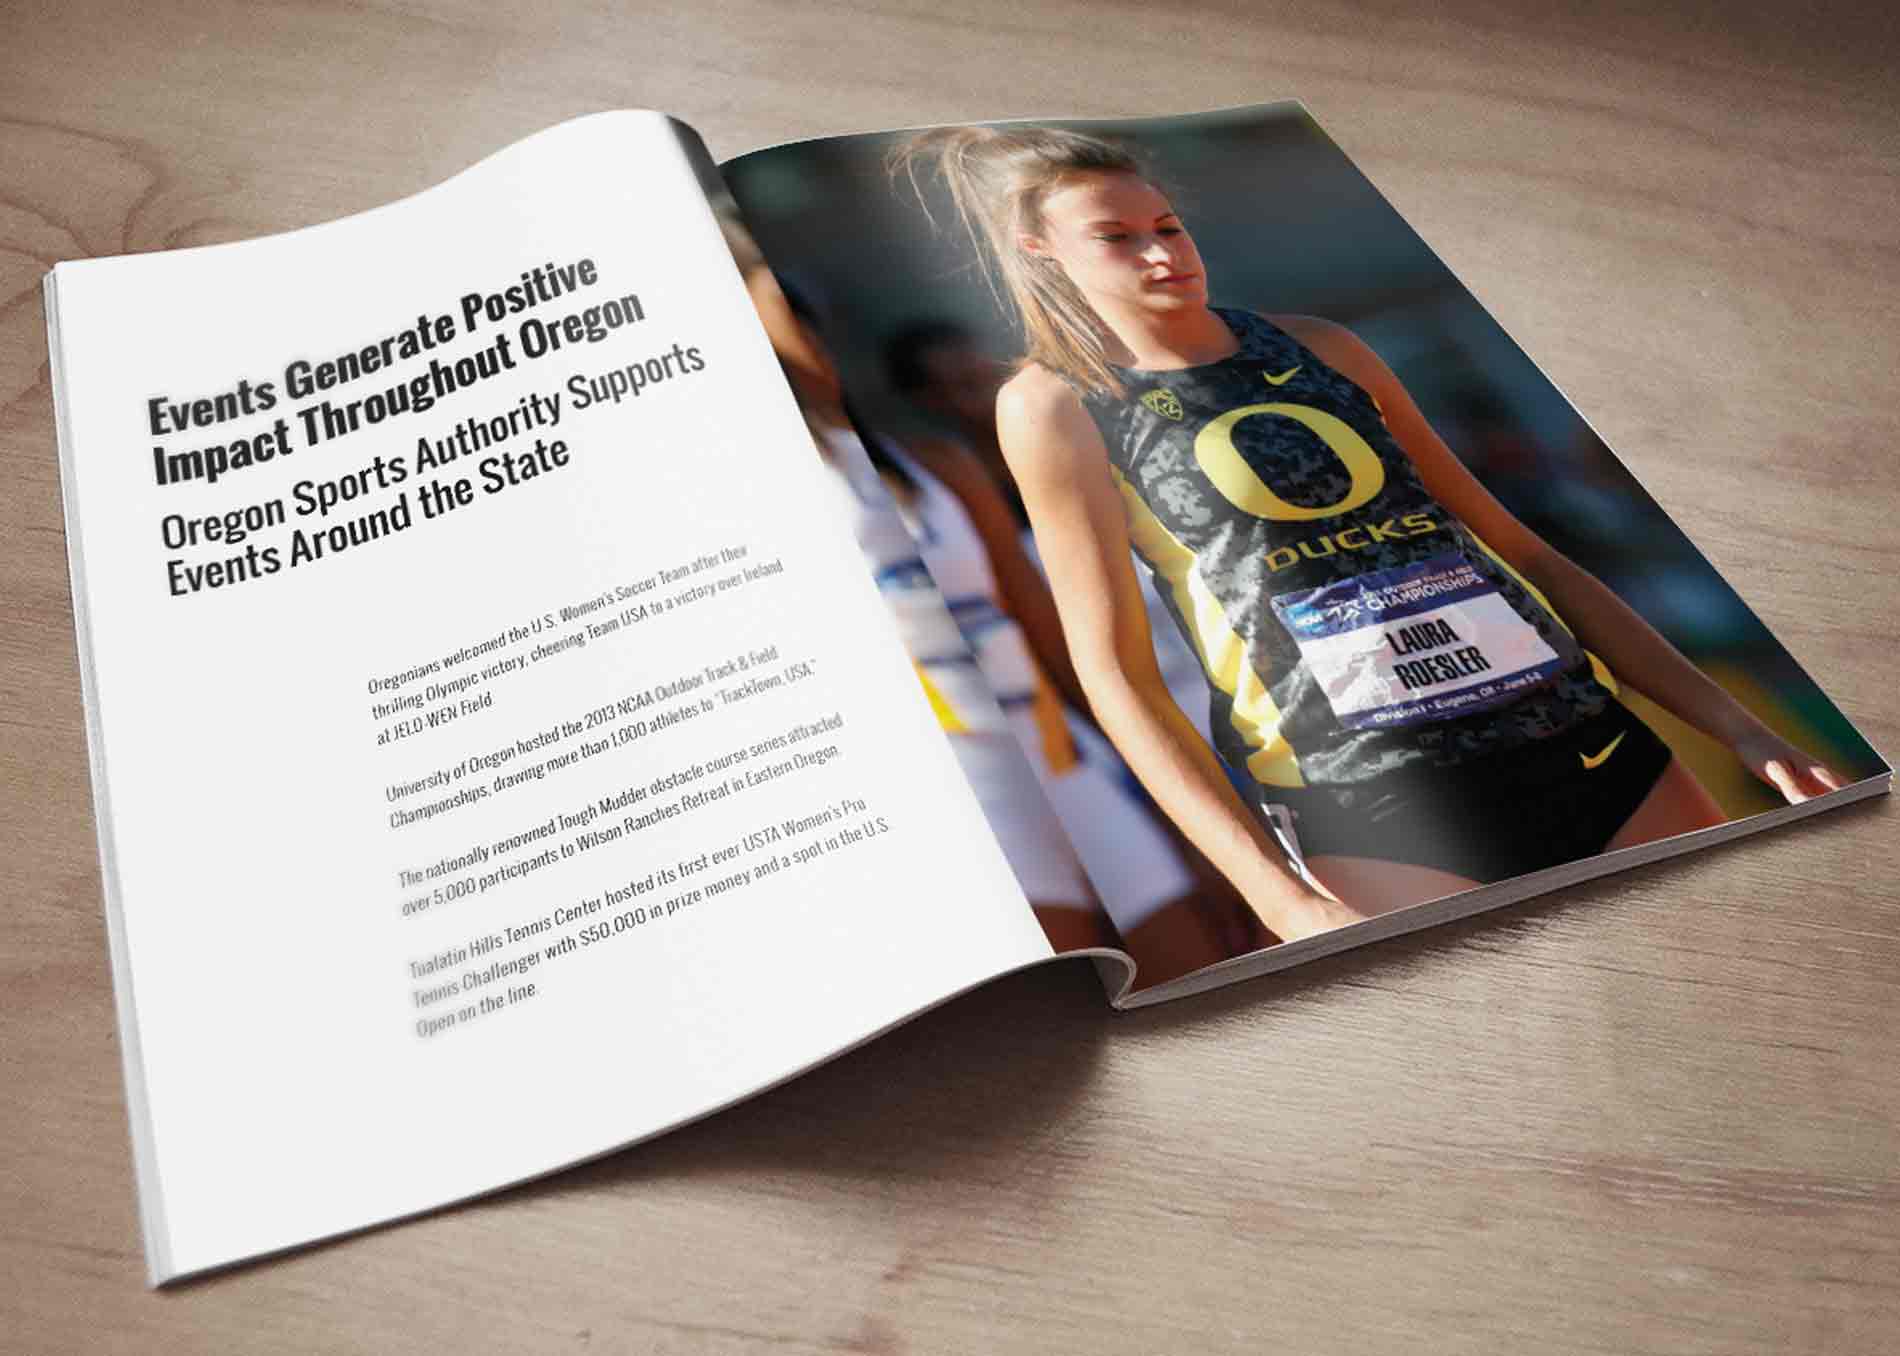 Events Generate Positive
Impact Throughout Oregon
Oregon Sports Authority Supports
Events Around the State
Oregonians welcomed the U.S. Women's Soccer Team after their
thrilling Olympic victory, cheering Team USA to a victory over Ireland
at JELD-WEN Field
University of Oregon hosted the 2013 NCAA Outdoor Track & Field
Championships, drawing more than 1,000 athletes to "TrackTown, USA."
The nationally renowned Tough Mudder obstacle course series attracted
over 5,000 participants to Wilson Ranches Retreat in Eastern Oregon.
Tualatin Hills Tennis Center hosted its first ever USTA Women's Pro
Tennis Challenger with $50,000 in prize money and a spot in the U.S.
Open on the line.
O
DUCKS
OUTDOOR TRACK & FIELD
NCAA CHAMPIONSHIPS
LAURA
ROESLER
Division I • Eugene, OR • June 5-8